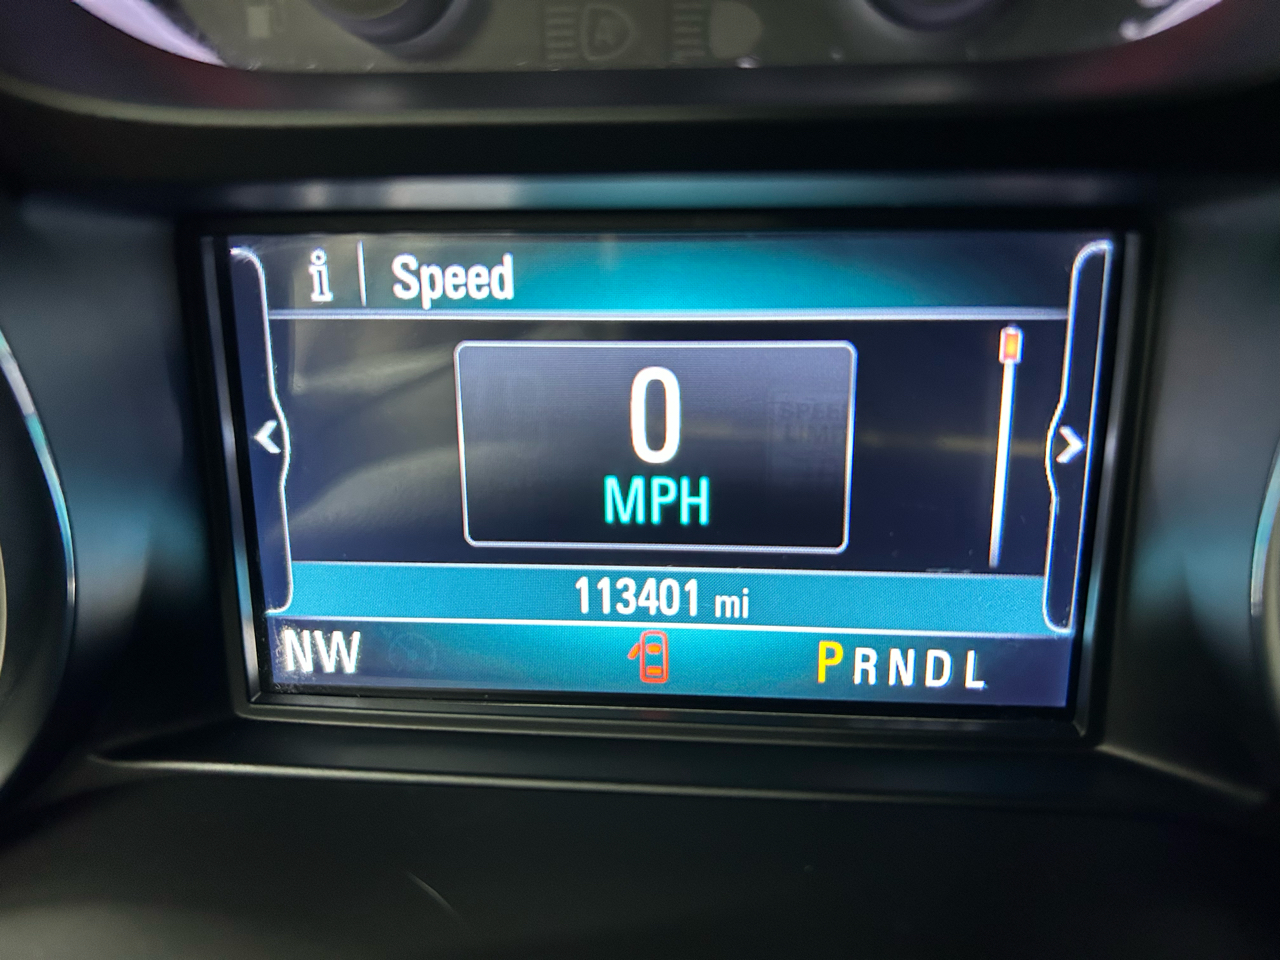 i Speed
0
MPH
113401 mi
NW PRNDL